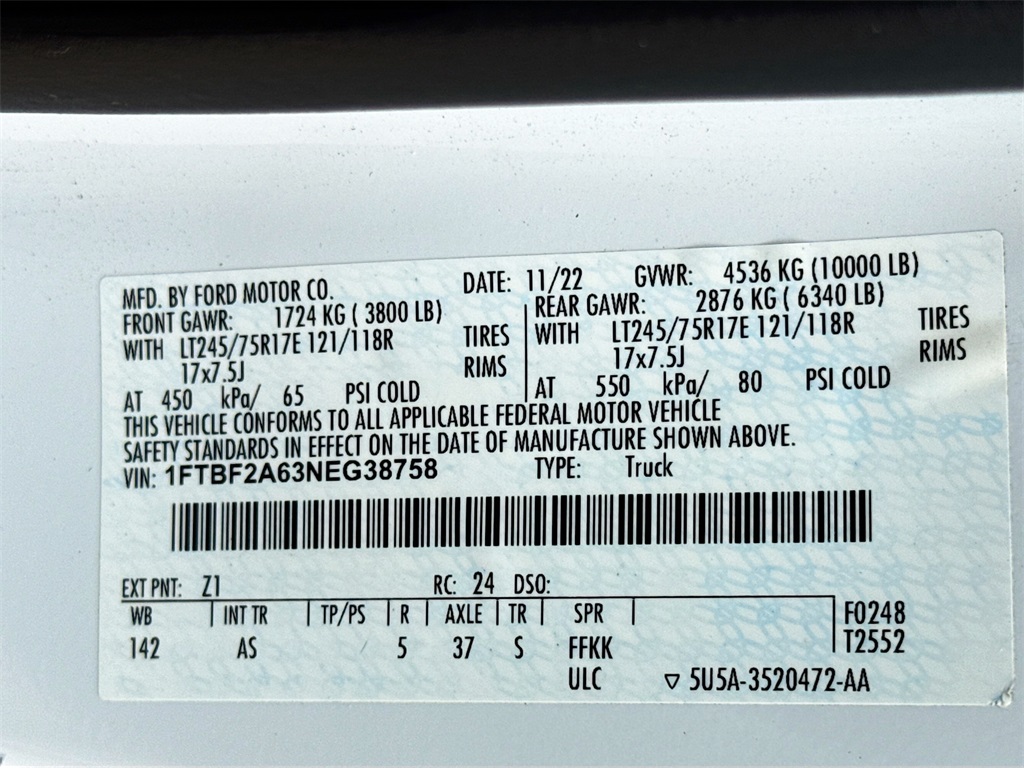 MFD. BY FORD MOTOR CO. DATE: 11/22 GVWR: 4536 KG (10000 LB)
FRONT GAWR: 1724 KG ( 3800 LB) REAR GAWR: 2876 KG ( 6340 LB)
WITH LT245/75R17E 121/118R TIRES WITH LT245/75R17E 121/118R TIRES
17x7.5J RIMS 17x7.5J RIMS
AT 450 kPa/ 65 PSI COLD AT 550 kPa/ 80 PSI COLD
THIS VEHICLE CONFORMS TO ALL APPLICABLE FEDERAL MOTOR VEHICLE
SAFETY STANDARDS IN EFFECT ON THE DATE OF MANUFACTURE SHOWN ABOVE.
VIN: 1FTBF2A63NEG38758 TYPE: Truck
EXT PNT: Z1 RC: 24 DSO:
WB INT TR TP/PS R AXLE TR SPR F0248
142 AS 5 37 S FFKK T2552
ULC ▽ 5U5A-3520472-AA